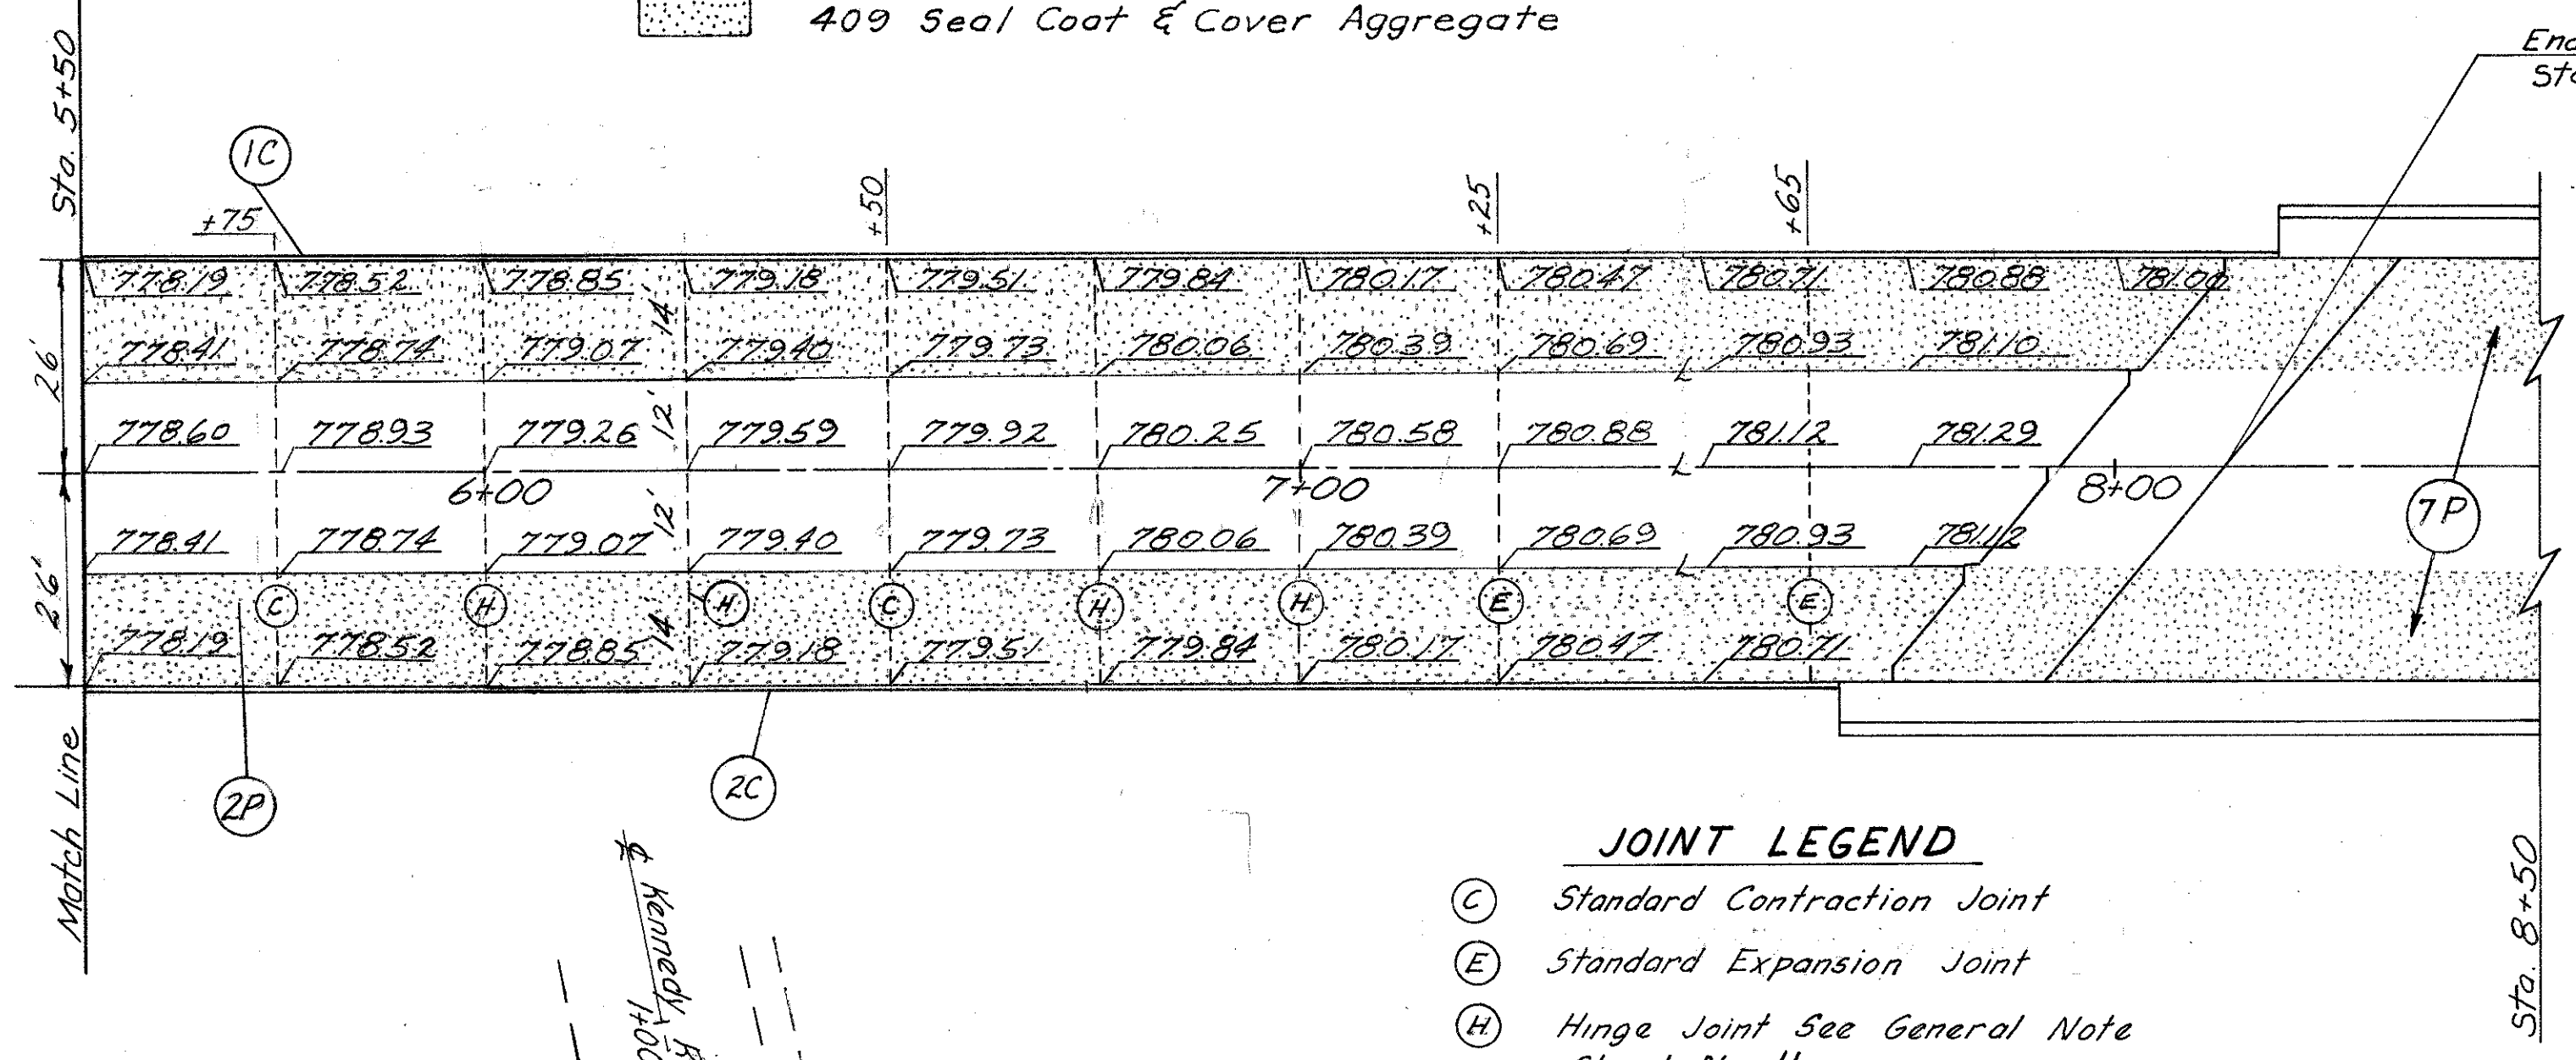 409 Seal Coat & Cover Aggregate
Sta. 5+50
1C
+75
+50
+25
+65
778.19 778.52 778.85 779.18 779.51 779.84 780.17 780.47 780.71 780.88 781.00
14'
778.41 778.74 779.07 779.40 779.73 780.06 780.39 780.69 780.93 781.10
26'
12'
778.60 778.93 779.26 779.59 779.92 780.25 780.58 780.88 781.12 781.29
6+00 7+00 8+00
7P
12'
778.41 778.74 779.07 779.40 779.73 780.06 780.39 780.69 780.93 781.12
26'
C H H C H H E E
14'
778.19 778.52 778.85 779.18 779.51 779.84 780.17 780.47 780.71
Match Line
2P
2C
℄ Kennedy
1+00
JOINT LEGEND
C Standard Contraction Joint
E Standard Expansion Joint
H Hinge Joint See General Note
Sta. 8+50